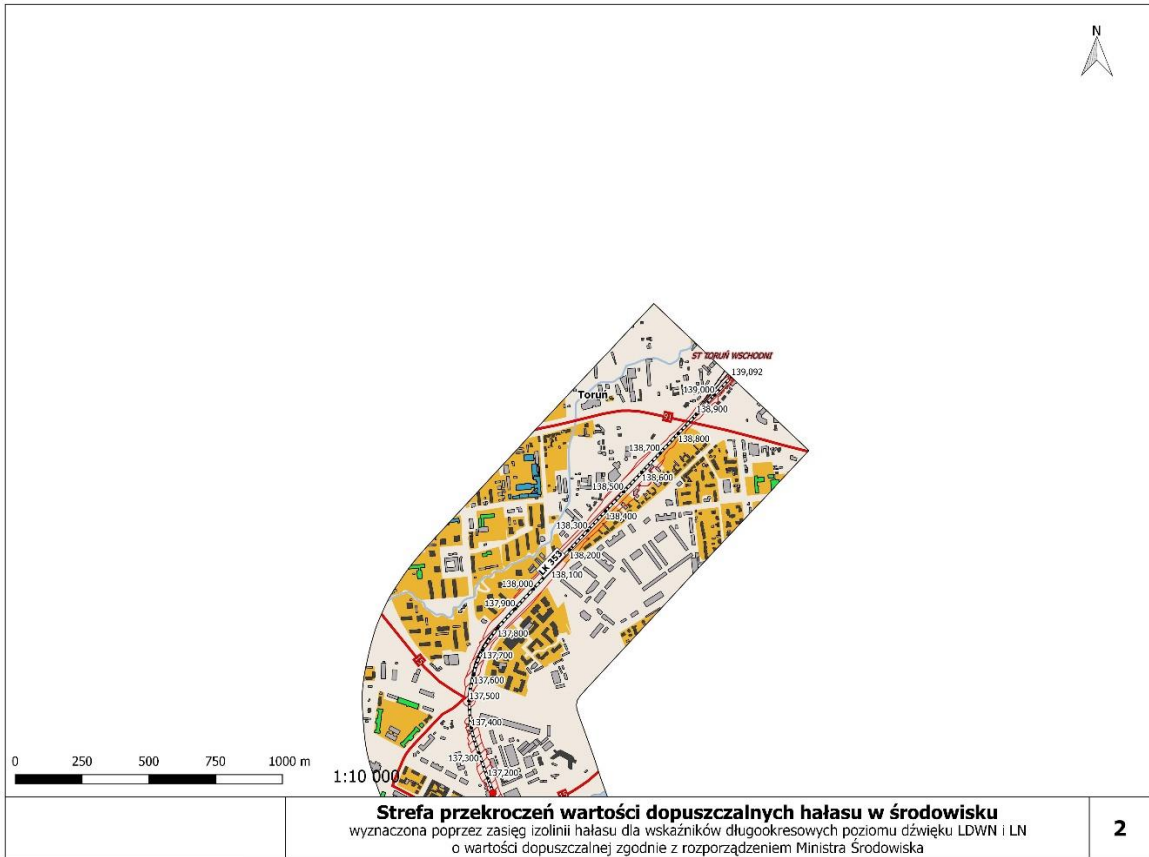 N
ST TORUŃ WSCHODNI
139,092
139,000
138,900
Toruń
138,800
138,700
138,600
138,500
138,400
138,300
138,200
LK 353
138,100
138,000
137,900
137,800
137,700
137,600
137,500
137,400
137,300
137,200
0 250 500 750 1000 m
1:10 000
Strefa przekroczeń wartości dopuszczalnych hałasu w środowisku
wyznaczona poprzez zasięg izolinii hałasu dla wskaźników długookresowych poziomu dźwięku LDWN i LN
o wartości dopuszczalnej zgodnie z rozporządzeniem Ministra Środowiska
2